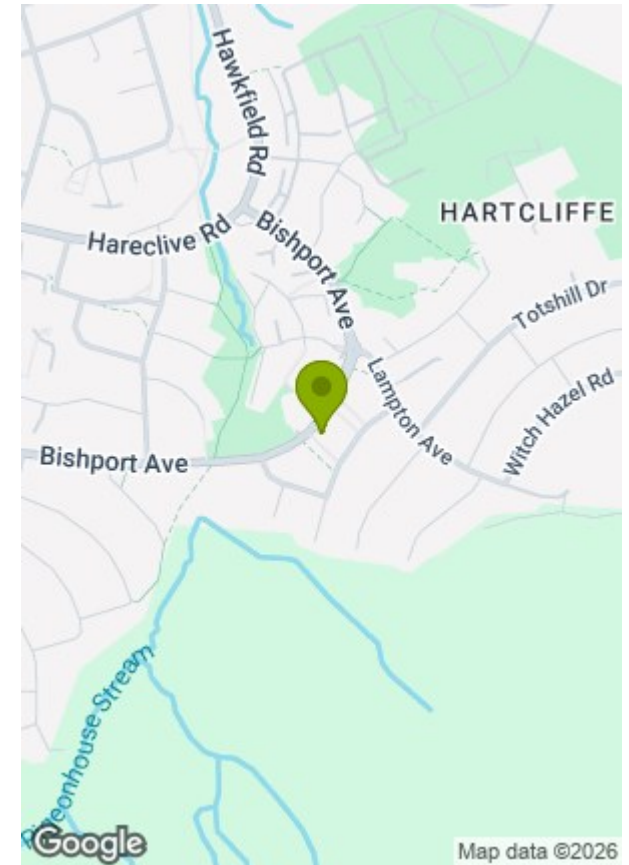 Hawkfield Rd
HARTCLIFFE
Hareclive Rd
Bishport Ave
Totshill Dr
Lampton Ave
Witch Hazel Rd
Bishport Ave
Pigeonhouse Stream
Google
Map data ©2026